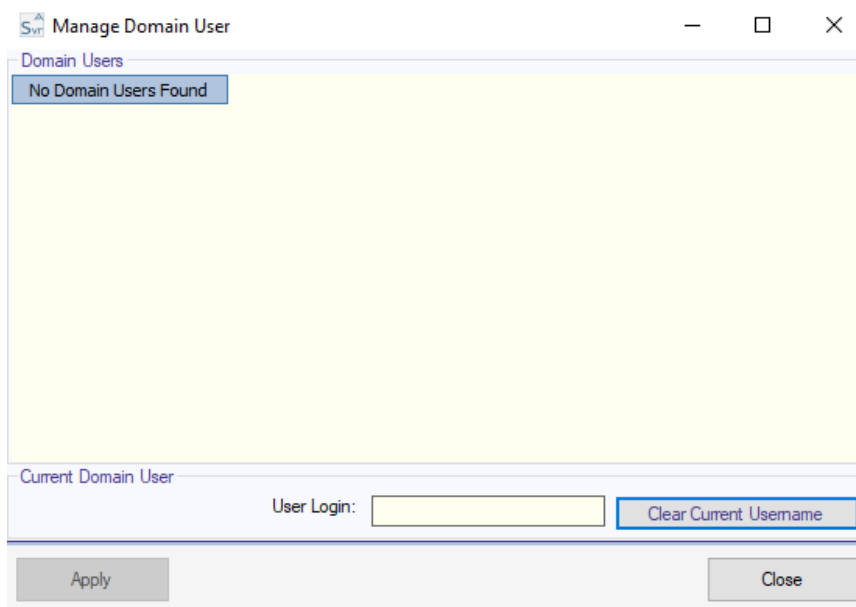 Svr
Manage Domain User
Domain Users
No Domain Users Found
Current Domain User
User Login:
Clear Current Username
Apply
Close